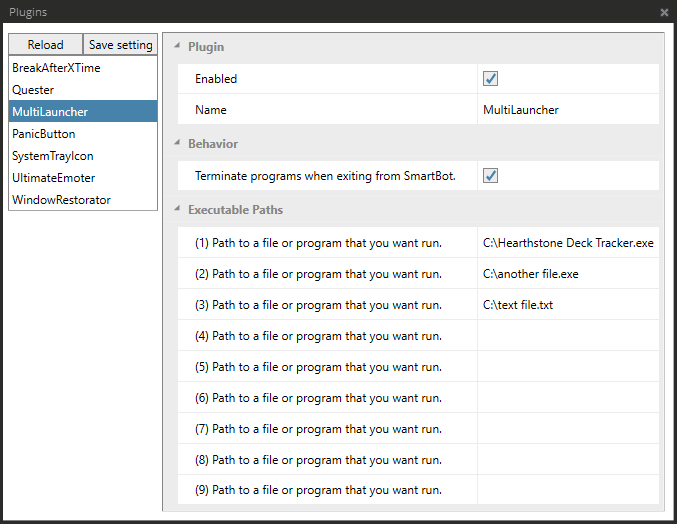 Plugins
Reload Save setting
BreakAfterXTime
Quester
MultiLauncher
PanicButton
SystemTrayIcon
UltimateEmoter
WindowRestorator
Plugin
Enabled
Name MultiLauncher
Behavior
Terminate programs when exiting from SmartBot.
Executable Paths
(1) Path to a file or program that you want run. C:\Hearthstone Deck Tracker.exe
(2) Path to a file or program that you want run. C:\another file.exe
(3) Path to a file or program that you want run. C:\text file.txt
(4) Path to a file or program that you want run.
(5) Path to a file or program that you want run.
(6) Path to a file or program that you want run.
(7) Path to a file or program that you want run.
(8) Path to a file or program that you want run.
(9) Path to a file or program that you want run.